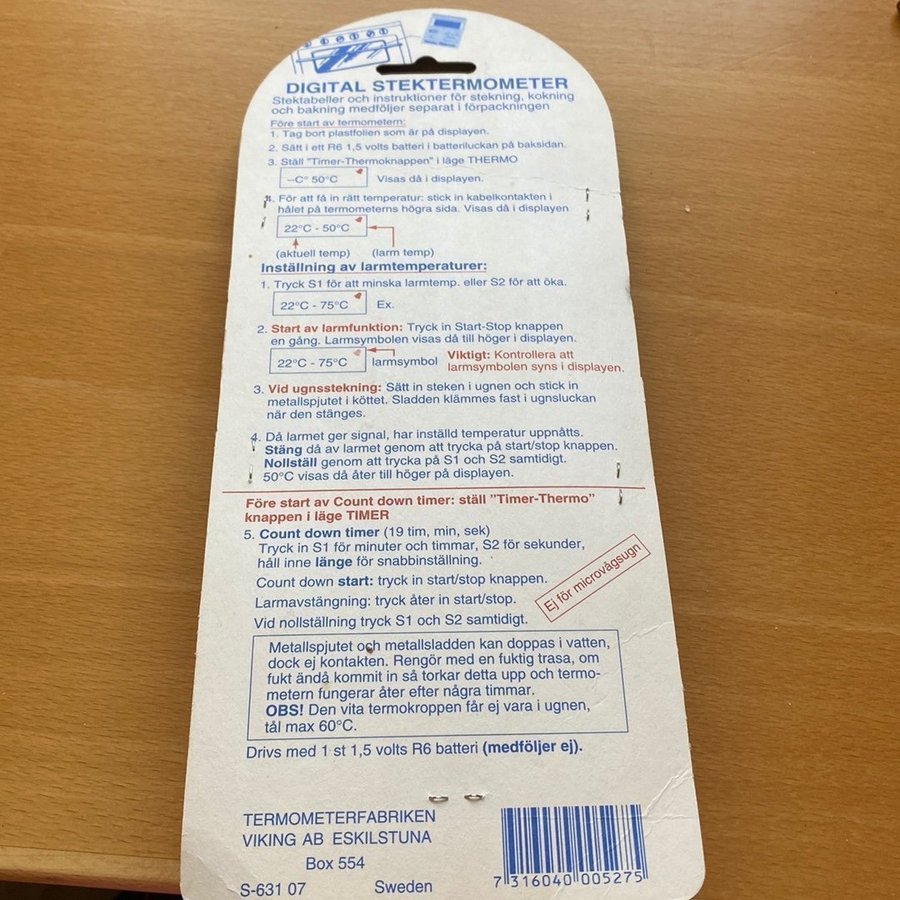 DIGITAL STEKTERMOMETER
Stektabeller och instruktioner för stekning, kokning
och bakning medföljer separat i förpackningen
Före start av termometern:
1. Tag bort plastfolien som är på displayen.
2. Sätt i ett R6 1,5 volts batteri i batteriluckan på baksidan.
3. Ställ "Timer-Thermoknappen" i läge THERMO
--C° 50°C Visas då i displayen.
4. För att få in rätt temperatur: stick in kabelkontakten i
hålet på termometerns högra sida. Visas då i displayen
22°C - 50°C
(aktuell temp) (larm temp)
Inställning av larmtemperaturer:
1. Tryck S1 för att minska larmtemp. eller S2 för att öka.
22°C - 75°C Ex.
2. Start av larmfunktion: Tryck in Start-Stop knappen
en gång. Larmsymbolen visas då till höger i displayen.
22°C - 75°C larmsymbol Viktigt: Kontrollera att
larmsymbolen syns i displayen.
3. Vid ugnsstekning: Sätt in steken i ugnen och stick in
metallspjutet i köttet. Sladden klämmes fast i ugnsluckan
när den stänges.
4. Då larmet ger signal, har inställd temperatur uppnåtts.
Stäng då av larmet genom att trycka på start/stop knappen.
Nollställ genom att trycka på S1 och S2 samtidigt.
50°C visas då åter till höger på displayen.
Före start av Count down timer: ställ "Timer-Thermo"
knappen i läge TIMER
5. Count down timer (19 tim, min, sek)
Tryck in S1 för minuter och timmar, S2 för sekunder,
håll inne länge för snabbinställning.
Count down start: tryck in start/stop knappen.
Larmavstängning: tryck åter in start/stop.
Vid nollställning tryck S1 och S2 samtidigt.
Ej för microvågsugn
Metallspjutet och metallsladden kan doppas i vatten,
dock ej kontakten. Rengör med en fuktig trasa, om
fukt ändå kommit in så torkar detta upp och termo-
metern fungerar åter efter några timmar.
OBS! Den vita termokroppen får ej vara i ugnen,
tål max 60°C.
Drivs med 1 st 1,5 volts R6 batteri (medföljer ej).
TERMOMETERFABRIKEN
VIKING AB ESKILSTUNA
Box 554
S-631 07 Sweden
7 316040 005275